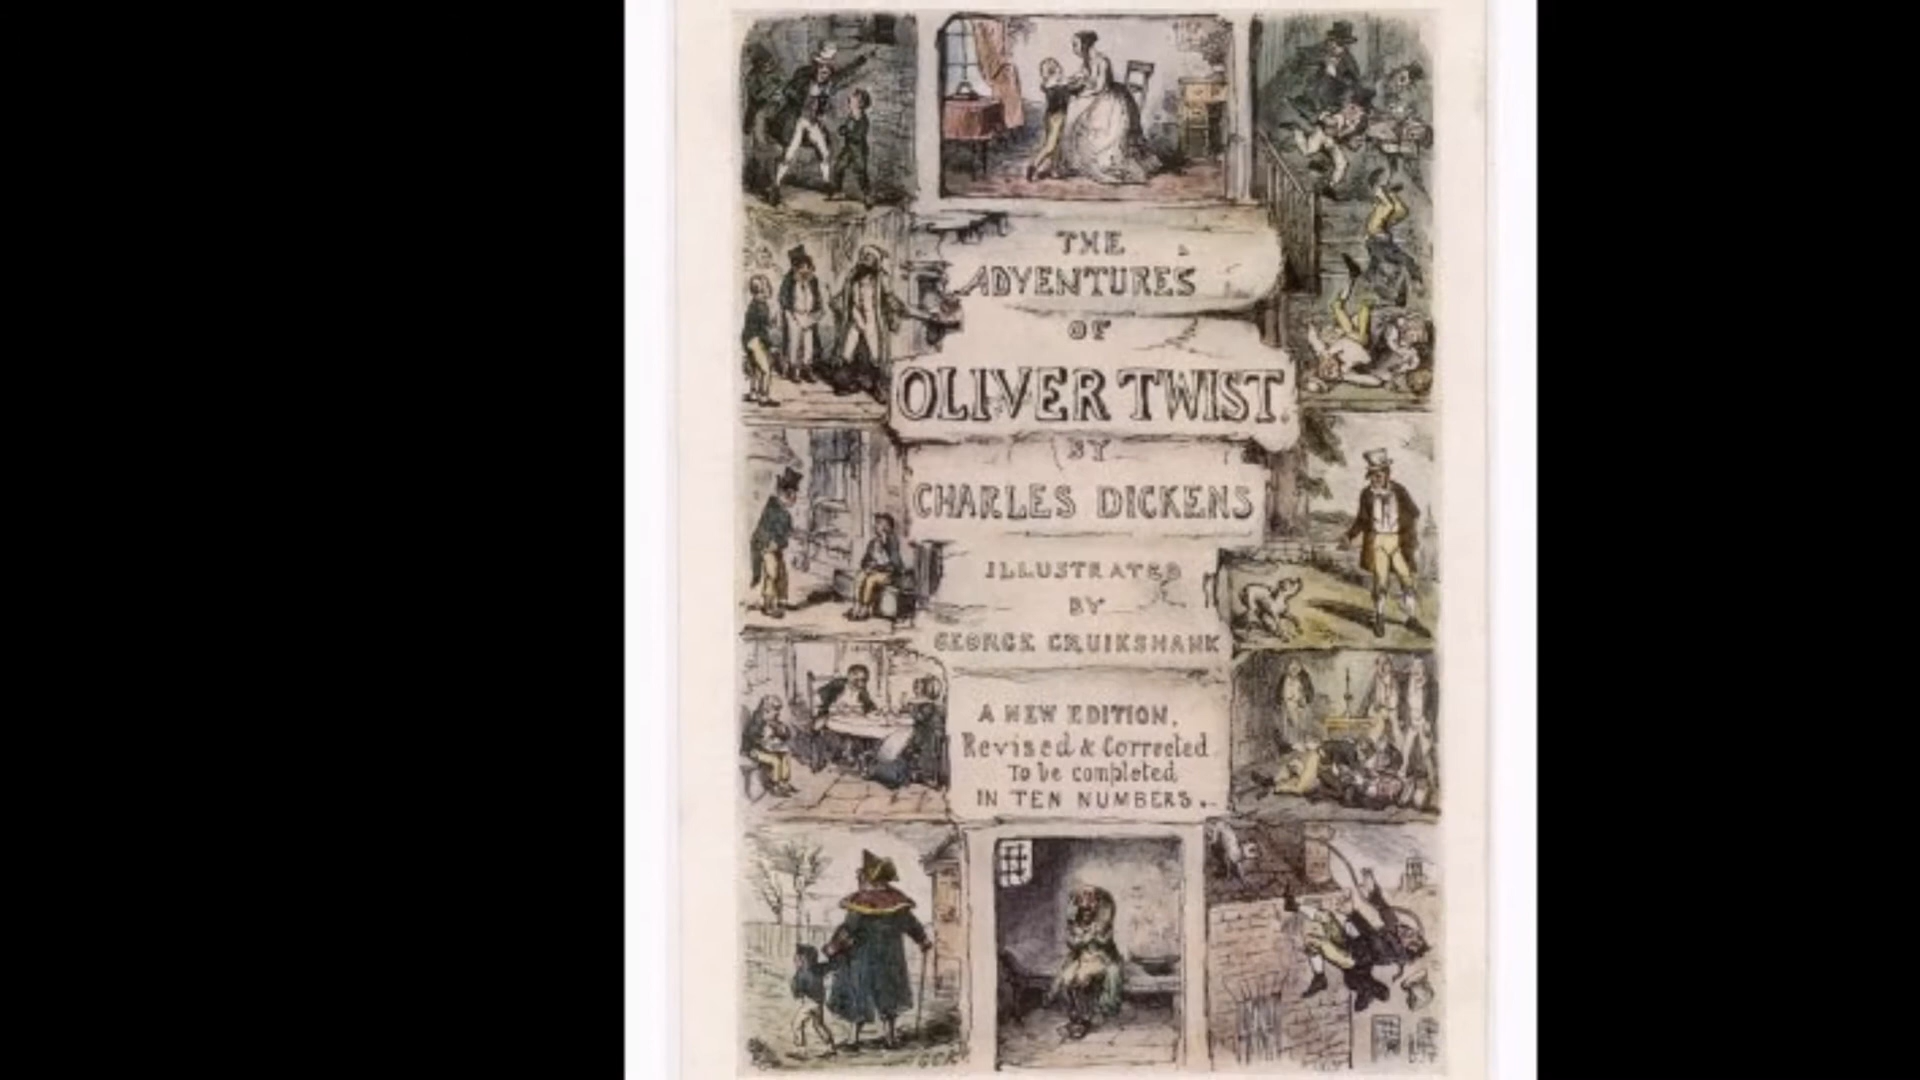 THE
ADVENTURES
OF
OLIVER TWIST.
BY
CHARLES DICKENS
ILLUSTRATED
BY
GEORGE CRUIKSHANK
A NEW EDITION,
Revised & Corrected
To be completed
IN TEN NUMBERS.